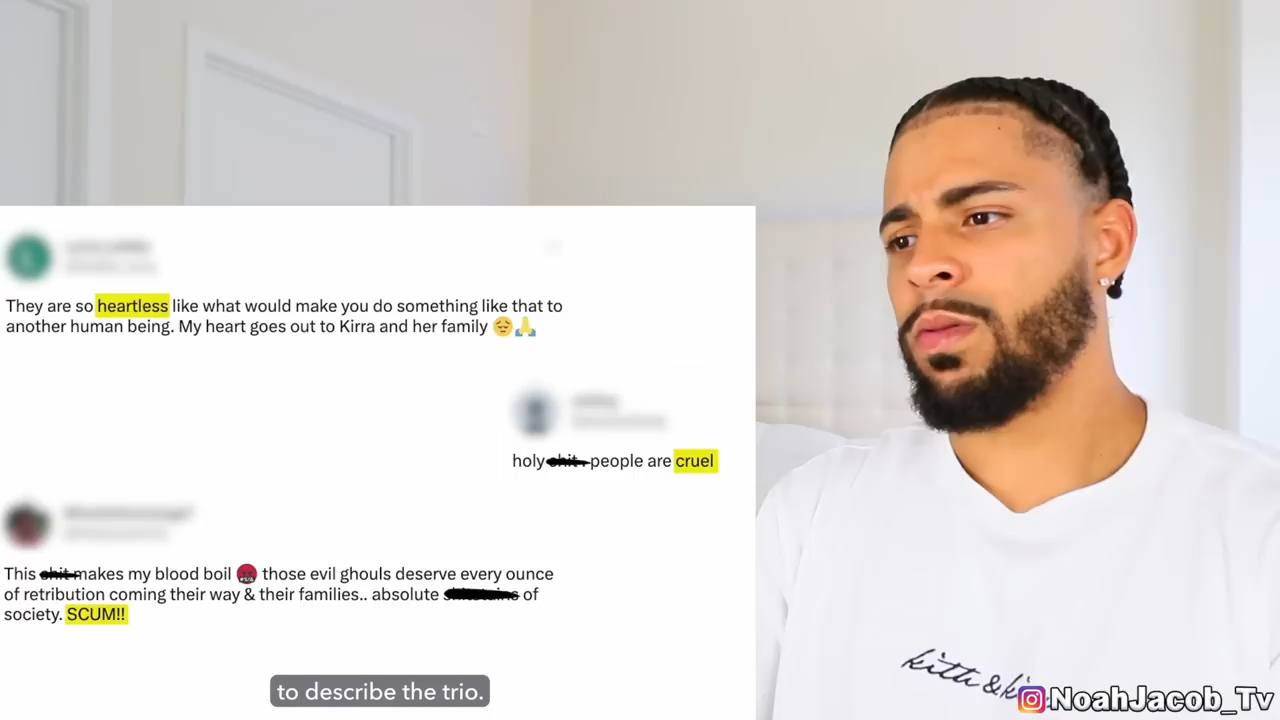 They are so heartless like what would make you do something like that to
another human being. My heart goes out to Kirra and her family 😔🙏
holy shit . people are cruel
This shit makes my blood boil 🤬 those evil ghouls deserve every ounce
of retribution coming their way & their families.. absolute of
society. SCUM!!
to describe the trio.
kitth &
NoahJacob_Tv